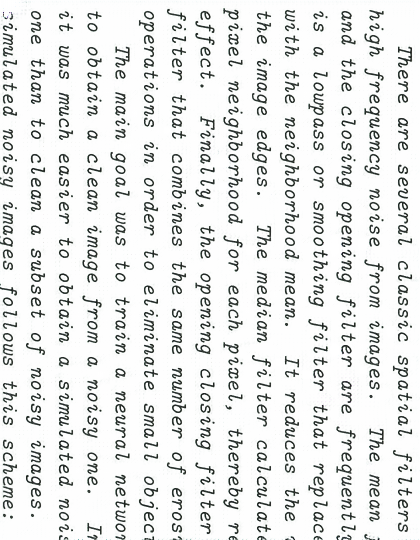 There are several classic spatial filters
high frequency noise from images. The mean
and the closing opening filter are frequently
is a lowpass or smoothing filter that replace
with the neighborhood mean. It reduces the
the image edges. The median filter calculate
pixel neighborhood for each pixel, thereby re
effect. Finally, the opening closing filter
filter that combines the same number of eros
operations in order to eliminate small object
The main goal was to train a neural networ
to obtain a clean image from a noisy one. In
it was much easier to obtain a simulated nois
one than to clean a subset of noisy images.
simulated noisy images follows this scheme: